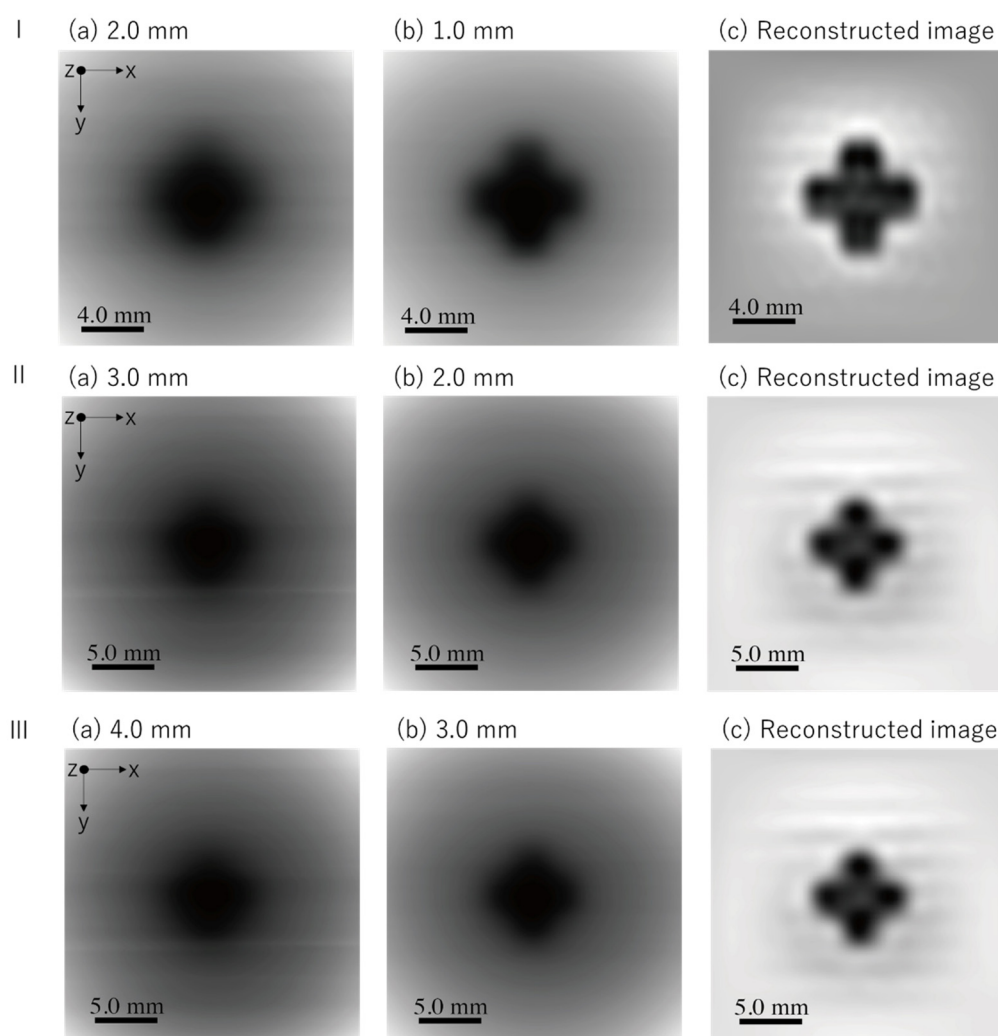 I (a) 2.0 mm (b) 1.0 mm (c) Reconstructed image
z x
y
4.0 mm 4.0 mm 4.0 mm
II (a) 3.0 mm (b) 2.0 mm (c) Reconstructed image
z x
y
5.0 mm 5.0 mm 5.0 mm
III (a) 4.0 mm (b) 3.0 mm (c) Reconstructed image
z x
y
5.0 mm 5.0 mm 5.0 mm